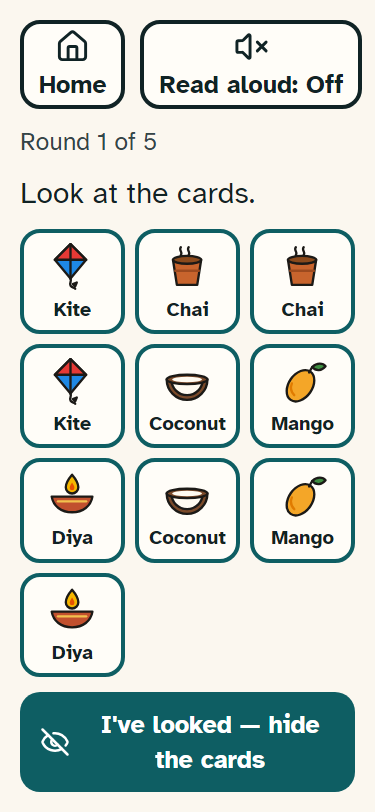 Home
Read aloud: Off
Round 1 of 5
Look at the cards.
Kite
Chai
Chai
Kite
Coconut
Mango
Diya
Coconut
Mango
Diya
I've looked — hide
the cards